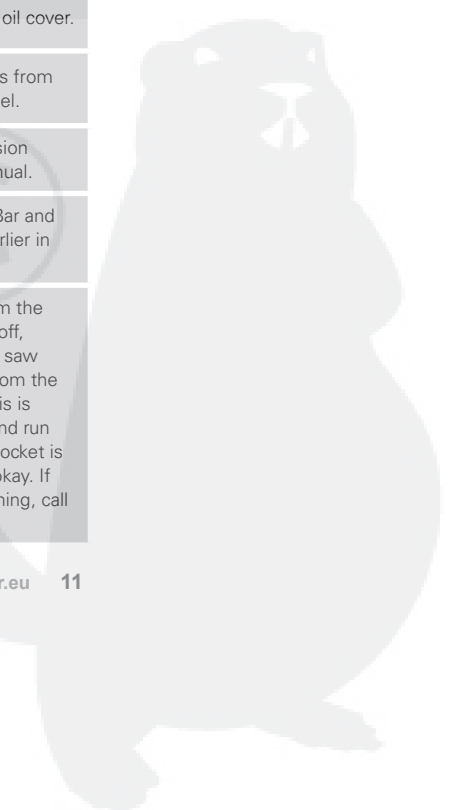 oil cover.
s from
el.
sion
nual.
Bar and
rlier in
m the
off,
saw
om the
is is
nd run
ocket is
okay. If
ning, call
r.eu 11